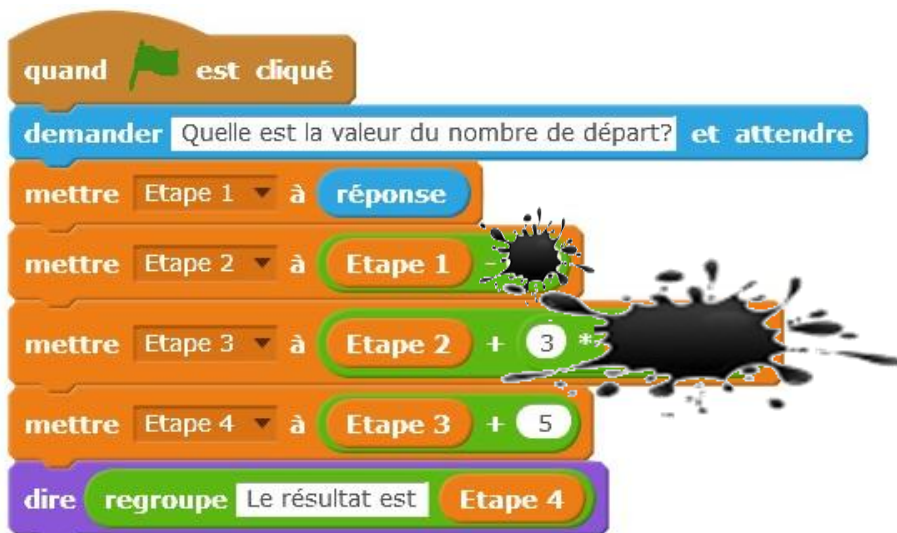 quand est cliqué
demander Quelle est la valeur du nombre de départ? et attendre
mettre Etape 1 à réponse
mettre Etape 2 à Etape 1 -
mettre Etape 3 à Etape 2 + 3 *
mettre Etape 4 à Etape 3 + 5
dire regroupe Le résultat est Etape 4